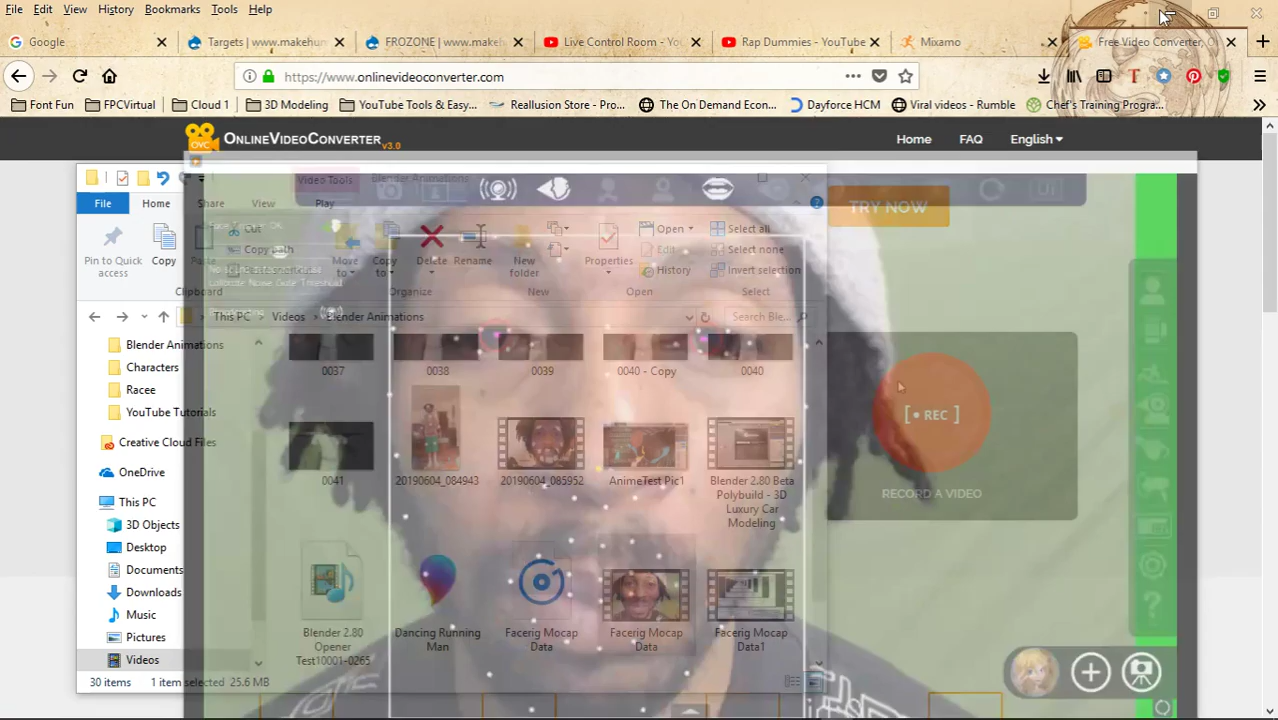 File Edit View History Bookmarks Tools Help
Google Targets | www.makehum FROZONE | www.makeh Live Control Room - YouTu Rap Dummies - YouTube Mixamo Free Video Converter, O
https://www.onlinevideoconverter.com
Font Fun FPCVirtual Cloud 1 3D Modeling YouTube Tools & Easy... Reallusion Store - Pro... The On Demand Econ... Dayforce HCM Viral videos - Rumble Chef's Training Progra...
OVC OnlineVideoConverter v3.0 Home FAQ English
Video Tools Blender Animations
File Home Share View Play
TRY NOW
Pin to Quick access
Copy
Paste
Cut
Copy path
Move to
Copy to
Delete
Rename
New folder
Properties
Open
Edit
History
Select all
Select none
Invert selection
Clipboard Organize New Open Select
This PC Videos Blender Animations Search Ble...
Blender Animations
Characters
Racee
YouTube Tutorials
Creative Cloud Files
OneDrive
This PC
3D Objects
Desktop
Documents
Downloads
Music
Pictures
Videos
0037 0038 0039 0040 - Copy 0040
0041 20190604_084943 20190604_085952 AnimeTest Pic1 Blender 2.80 Beta Polybuild - 3D Luxury Car Modeling
Blender 2.80 Opener Test10001-0265
Dancing Running Man
Facerig Mocap Data
Facerig Mocap Data
Facerig Mocap Data1
[• REC ]
RECORD A VIDEO
30 items 1 item selected 25.6 MB